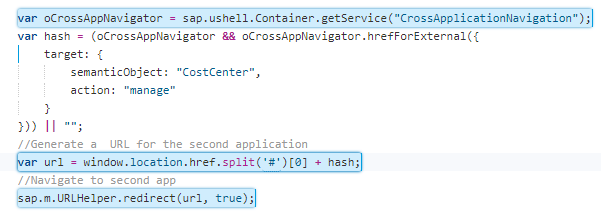 var oCrossAppNavigator = sap.ushell.Container.getService("CrossApplicationNavigation");
var hash = (oCrossAppNavigator && oCrossAppNavigator.hrefForExternal({
    target: {
        semanticObject: "CostCenter",
        action: "manage"
    }
})) || "";
//Generate a  URL for the second application
var url = window.location.href.split('#')[0] + hash;
//Navigate to second app
sap.m.URLHelper.redirect(url, true);